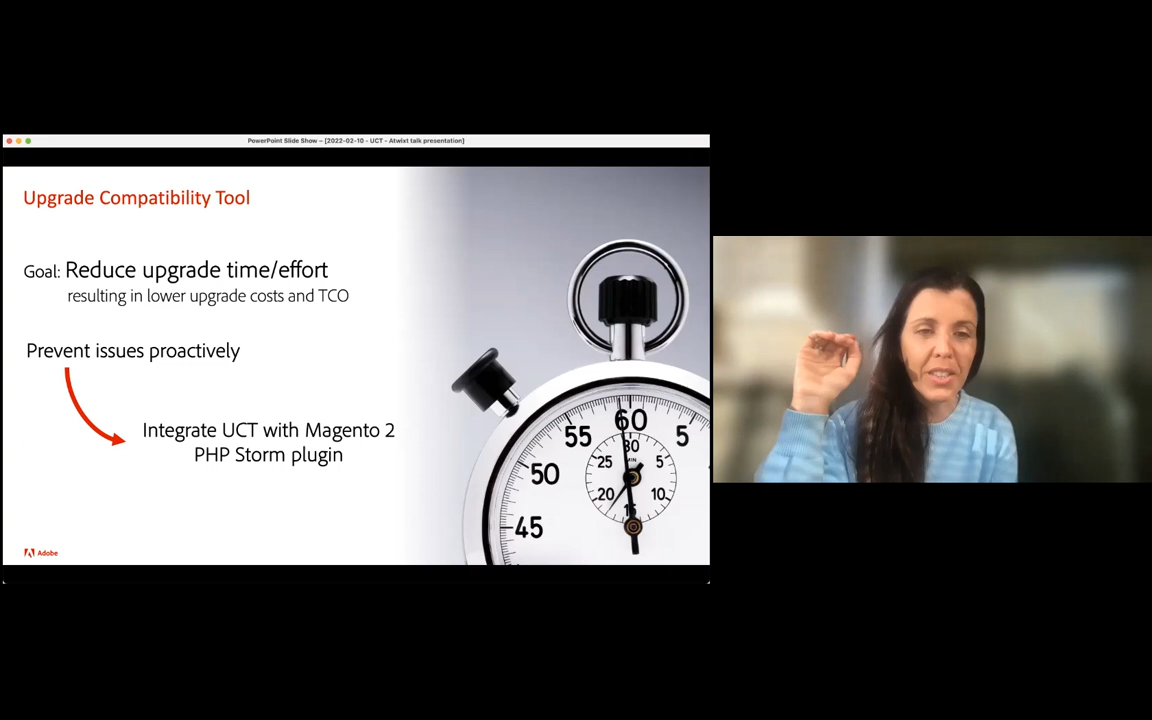 PowerPoint Slide Show – [2022-02-10 - UCT - Atwixt talk presentation]
Upgrade Compatibility Tool
Goal: Reduce upgrade time/effort
resulting in lower upgrade costs and TCO
Prevent issues proactively
Integrate UCT with Magento 2
PHP Storm plugin
60
55
5
50
45
30
MIN
25
5
20
10
15
Adobe